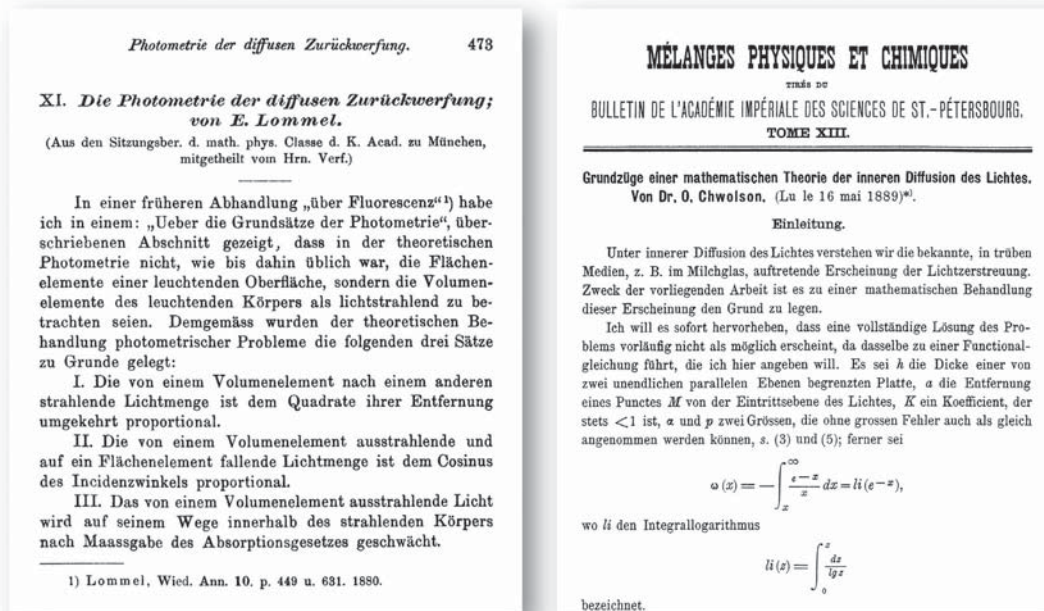 Photometrie der diffusen Zurückwerfung. 473
XI. Die Photometrie der diffusen Zurückwerfung;
von E. Lommel.
(Aus den Sitzungsber. d. math. phys. Classe d. K. Acad. zu München,
mitgetheilt vom Hrn. Verf.)
In einer früheren Abhandlung „über Fluorescenz“¹) habe
ich in einem: „Ueber die Grundsätze der Photometrie“, über-
schriebenen Abschnitt gezeigt, dass in der theoretischen
Photometrie nicht, wie bis dahin üblich war, die Flächen-
elemente einer leuchtenden Oberfläche, sondern die Volumen-
elemente des leuchtenden Körpers als lichtstrahlend zu be-
trachten seien. Demgemäss wurden der theoretischen Be-
handlung photometrischer Probleme die folgenden drei Sätze
zu Grunde gelegt:
I. Die von einem Volumenelement nach einem anderen
strahlende Lichtmenge ist dem Quadrate ihrer Entfernung
umgekehrt proportional.
II. Die von einem Volumenelement ausstrahlende und
auf ein Flächenelement fallende Lichtmenge ist dem Cosinus
des Incidenzwinkels proportional.
III. Das von einem Volumenelement ausstrahlende Licht
wird auf seinem Wege innerhalb des strahlenden Körpers
nach Maassgabe des Absorptionsgesetzes geschwächt.
1) Lommel, Wied. Ann. 10. p. 449 u. 631. 1880.
MÉLANGES PHYSIQUES ET CHIMIQUES
TIRÉS DU
BULLETIN DE L'ACADÉMIE IMPÉRIALE DES SCIENCES DE ST.-PÉTERSBOURG.
TOME XIII.
Grundzüge einer mathematischen Theorie der inneren Diffusion des Lichtes.
Von Dr. O. Chwolson. (Lu le 16 mai 1889)*).
Einleitung.
Unter innerer Diffusion des Lichtes verstehen wir die bekannte, in trüben
Medien, z. B. im Milchglas, auftretende Erscheinung der Lichtzerstreuung.
Zweck der vorliegenden Arbeit ist es zu einer mathematischen Behandlung
dieser Erscheinung den Grund zu legen.
Ich will es sofort hervorheben, dass eine vollständige Lösung des Pro-
blems vorläufig nicht als möglich erscheint, da dasselbe zu einer Functional-
gleichung führt, die ich hier angeben will. Es sei h die Dicke einer von
zwei unendlichen parallelen Ebenen begrenzten Platte, a die Entfernung
eines Punctes M von der Eintrittsebene des Lichtes, K ein Koefficient, der
stets <1 ist, α und p zwei Grössen, die ohne grossen Fehler auch als gleich
angenommen werden können, s. (3) und (5); ferner sei
ω(x) = −∫_x^∞ (e^{−x}/x) dx = li(e^{−x}),
wo li den Integrallogarithmus
li(z) = ∫_0^z dz/lg z
bezeichnet.